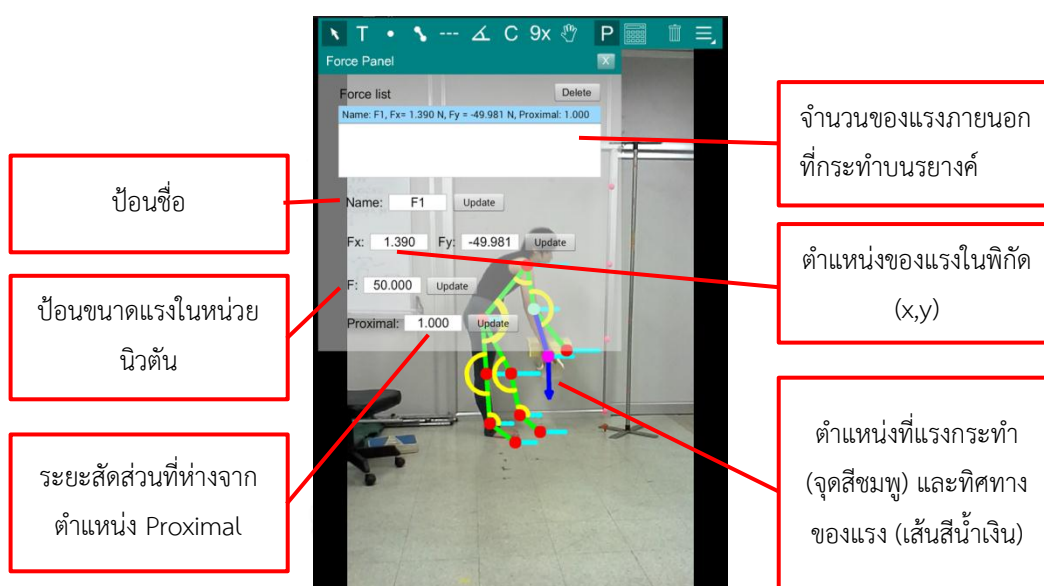 T C 9x P
Force Panel X
Force list Delete
Name: F1, Fx= 1.390 N, Fy = -49.981 N, Proximal: 1.000
Name: F1 Update
Fx: 1.390 Fy: -49.981 Update
F: 50.000 Update
Proximal: 1.000 Update
ป้อนชื่อ
ป้อนขนาดแรงในหน่วย
นิวตัน
ระยะสัดส่วนที่ห่างจาก
ตำแหน่ง Proximal
จำนวนของแรงภายนอก
ที่กระทำบนรยางค์
ตำแหน่งของแรงในพิกัด
(x,y)
ตำแหน่งที่แรงกระทำ
(จุดสีชมพู) และทิศทาง
ของแรง (เส้นสีน้ำเงิน)